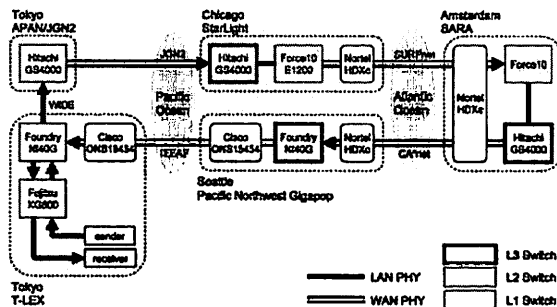 Tokyo
APAN/JGN2
Chicago
StarLight
Amsterdam
SARA
Hitachi
GS4000
JGN2
Hitachi
GS4000
Force10
E1200
Nortel
HDXc
SURFnet
Nortel
HDXc
Force10
WIDE
Pacific
Ocean
Atlantic
Ocean
Foundry
NI40G
Cisco
ONS15454
IEEAF
Cisco
ONS15454
Foundry
NI40G
Nortel
HDXc
CA*net
Hitachi
GS4000
Fujitsu
XG800
Seattle
Pacific Northwest Gigapop
sender
receiver
Tokyo
T-LEX
LAN PHY
WAN PHY
L3 Switch
L2 Switch
L1 Switch